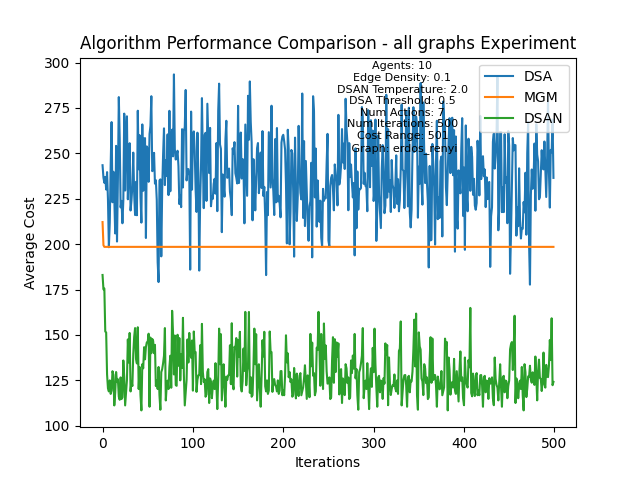 Algorithm Performance Comparison - all graphs Experiment
Agents: 10
Edge Density: 0.1
DSAN Temperature: 2.0
DSA Threshold: 0.5
Num Actions: 7
Num Iterations: 500
Cost Range: 501
Graph: erdos_renyi
DSA
MGM
DSAN
Average Cost
300
275
250
225
200
175
150
125
100
0
100
200
300
400
500
Iterations